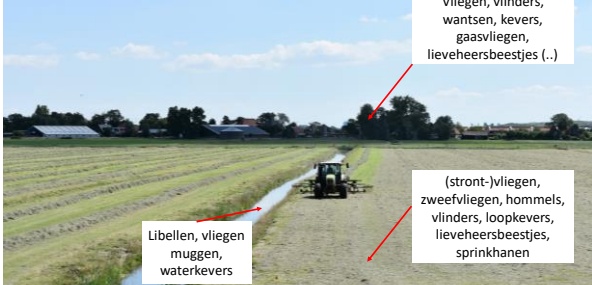 vliegen, vlinders,
wantsen, kevers,
gaasvliegen,
lieveheersbeestjes (..)
(stront-)vliegen,
zweefvliegen, hommels,
vlinders, loopkevers,
lieveheersbeestjes,
sprinkhanen
Libellen, vliegen
muggen,
waterkevers